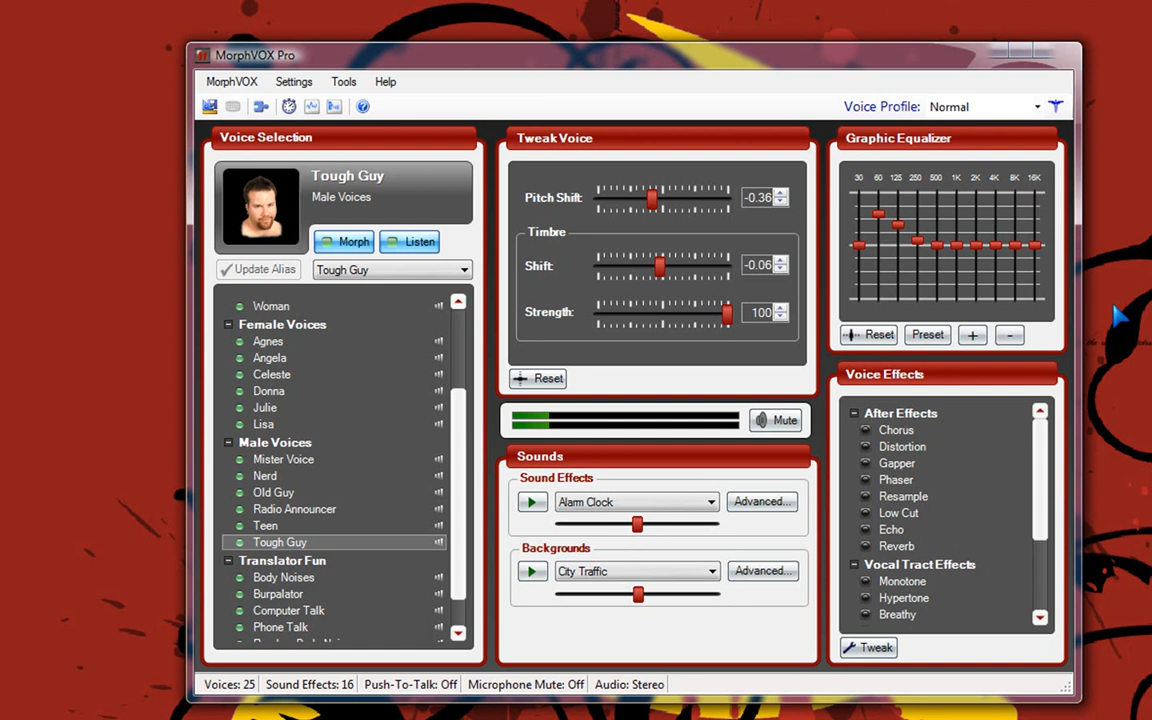 MorphVOX Pro
MorphVOX Settings Tools Help
Voice Profile: Normal
Voice Selection
Tough Guy
Male Voices
Morph Listen
Update Alias Tough Guy
Woman
Female Voices
Agnes
Angela
Celeste
Donna
Julie
Lisa
Male Voices
Mister Voice
Nerd
Old Guy
Radio Announcer
Teen
Tough Guy
Translator Fun
Body Noises
Burpalator
Computer Talk
Phone Talk
Tweak Voice
Pitch Shift: -0.36
Timbre
Shift: -0.06
Strength: 100
Reset
Mute
Sounds
Sound Effects
Alarm Clock Advanced...
Backgrounds
City Traffic Advanced...
Graphic Equalizer
30 60 125 250 500 1K 2K 4K 8K 16K
Reset Preset + -
Voice Effects
After Effects
Chorus
Distortion
Gapper
Phaser
Resample
Low Cut
Echo
Reverb
Vocal Tract Effects
Monotone
Hypertone
Breathy
Tweak
Voices: 25 Sound Effects: 16 Push-To-Talk: Off Microphone Mute: Off Audio: Stereo